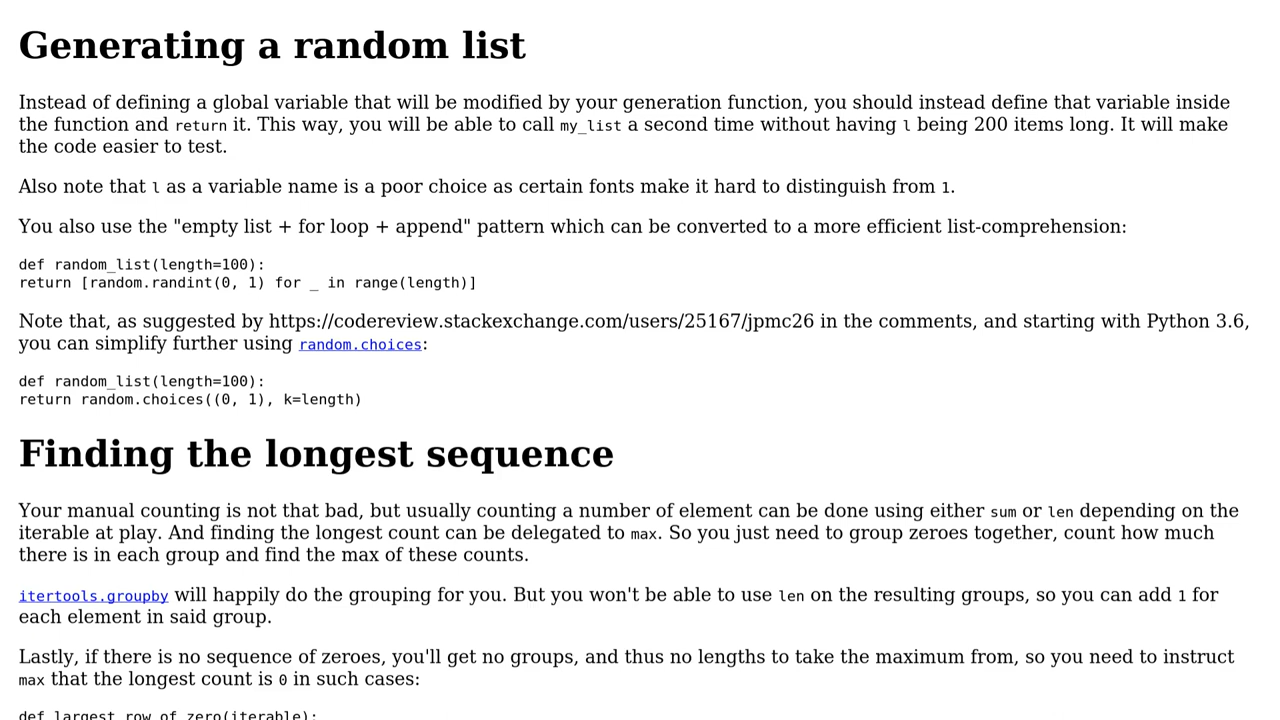 Generating a random list
Instead of defining a global variable that will be modified by your generation function, you should instead define that variable inside
the function and return it. This way, you will be able to call my_list a second time without having l being 200 items long. It will make
the code easier to test.
Also note that l as a variable name is a poor choice as certain fonts make it hard to distinguish from 1.
You also use the "empty list + for loop + append" pattern which can be converted to a more efficient list-comprehension:
def random_list(length=100):
return [random.randint(0, 1) for _ in range(length)]
Note that, as suggested by https://codereview.stackexchange.com/users/25167/jpmc26 in the comments, and starting with Python 3.6,
you can simplify further using random.choices:
def random_list(length=100):
return random.choices((0, 1), k=length)
Finding the longest sequence
Your manual counting is not that bad, but usually counting a number of element can be done using either sum or len depending on the
iterable at play. And finding the longest count can be delegated to max. So you just need to group zeroes together, count how much
there is in each group and find the max of these counts.
itertools.groupby will happily do the grouping for you. But you won't be able to use len on the resulting groups, so you can add 1 for
each element in said group.
Lastly, if there is no sequence of zeroes, you'll get no groups, and thus no lengths to take the maximum from, so you need to instruct
max that the longest count is 0 in such cases:
def largest_row_of_zero(iterable):